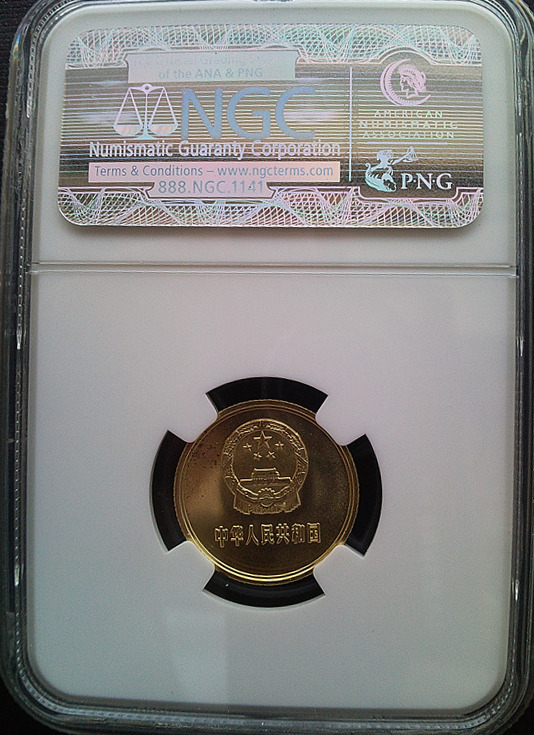 of the ANA & PNG
NGC
Numismatic Guaranty Corporation
Terms & Conditions – www.ngcterms.com
888.NGC.1141
AMERICAN
NUMISMATIC
ASSOCIATION
PNG
中华人民共和国